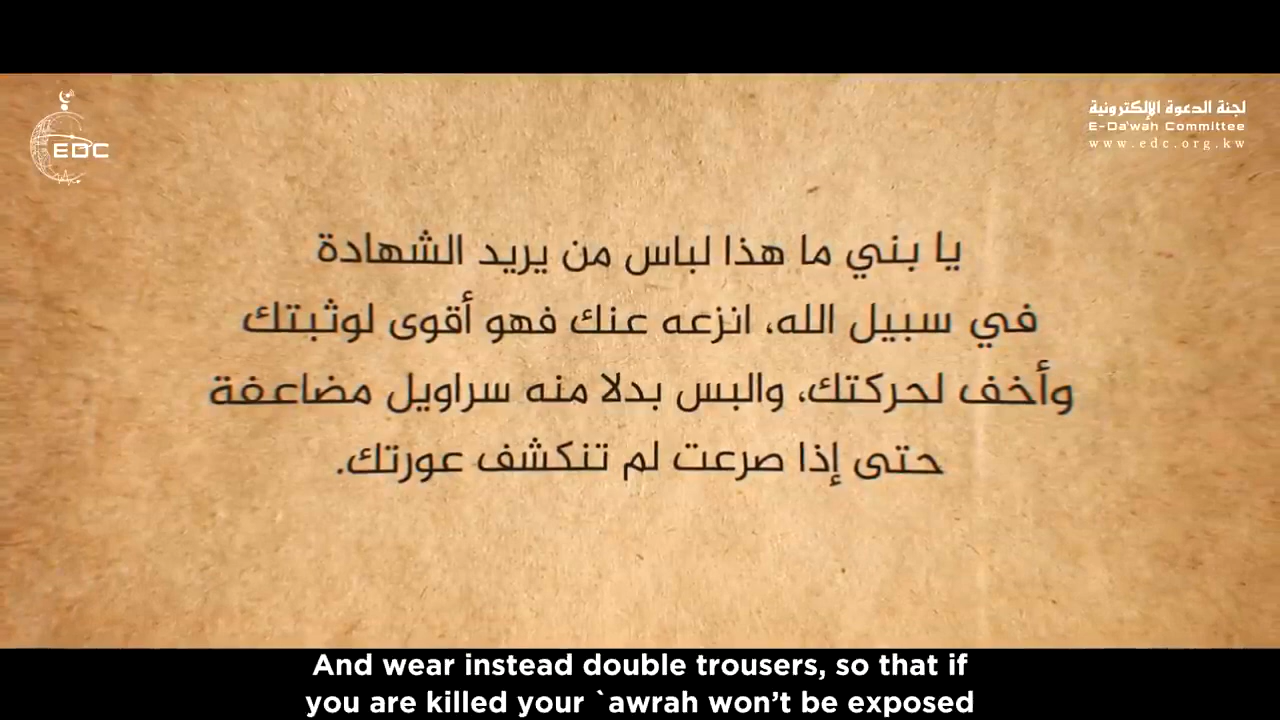 EDC
لجنة الدعوة الإلكترونية
E-Da'wah Committee
www.edc.org.kw
يا بني ما هذا لباس من يريد الشهادة
في سبيل الله، انزعه عنك فهو أقوى لوثبتك
وأخف لحركتك، والبس بدلا منه سراويل مضاعفة
حتى إذا صرعت لم تنكشف عورتك.
And wear instead double trousers, so that if
you are killed your `awrah won't be exposed